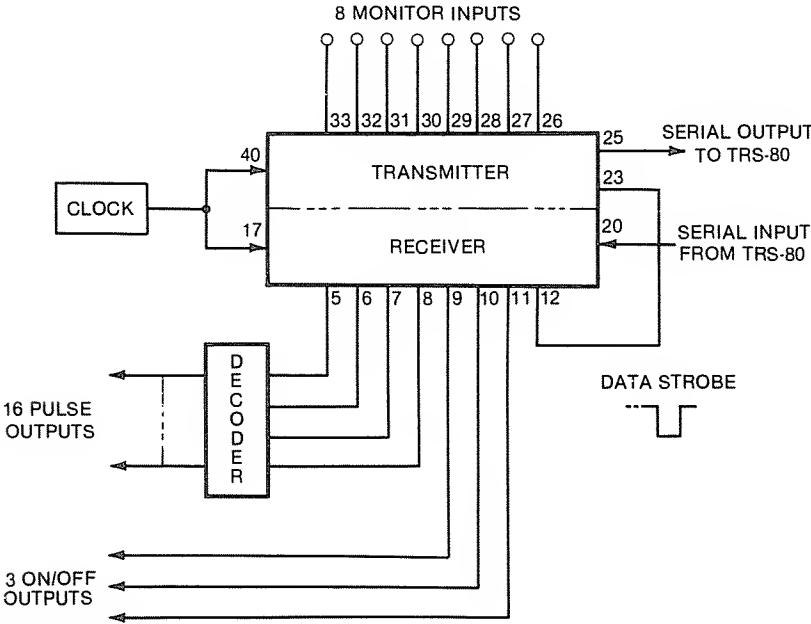 8 MONITOR INPUTS
33 32 31 30 29 28 27 26
25
SERIAL OUTPUT
TO TRS-80
40
TRANSMITTER
23
CLOCK
17
RECEIVER
20
SERIAL INPUT
FROM TRS-80
5 6 7 8 9 10 11 12
DECODER
DATA STROBE
16 PULSE
OUTPUTS
3 ON/OFF
OUTPUTS